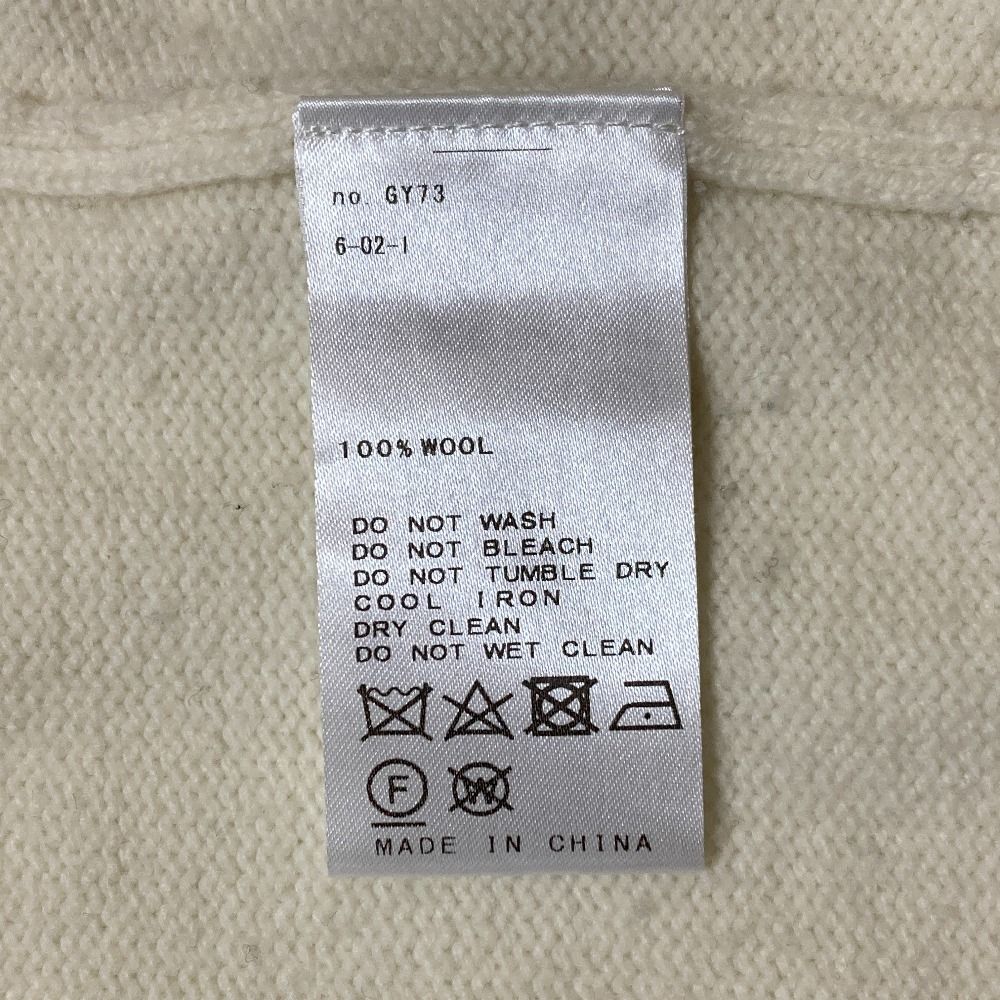 no. GY73
6-02-1
100% WOOL
DO NOT WASH
DO NOT BLEACH
DO NOT TUMBLE DRY
COOL IRON
DRY CLEAN
DO NOT WET CLEAN
F W
MADE IN CHINA